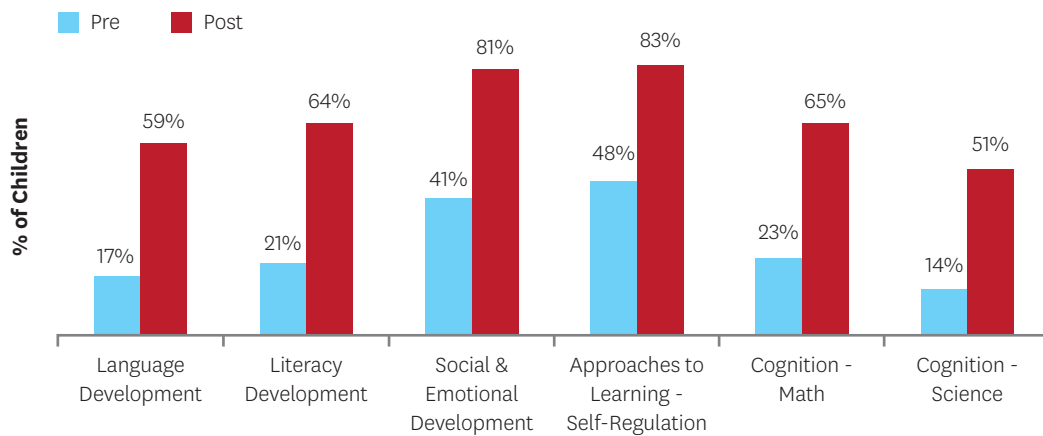 Pre
Post
% of Children
17%
59%
21%
64%
41%
81%
48%
83%
23%
65%
14%
51%
Language
Development
Literacy
Development
Social &
Emotional
Development
Approaches to
Learning -
Self-Regulation
Cognition -
Math
Cognition -
Science